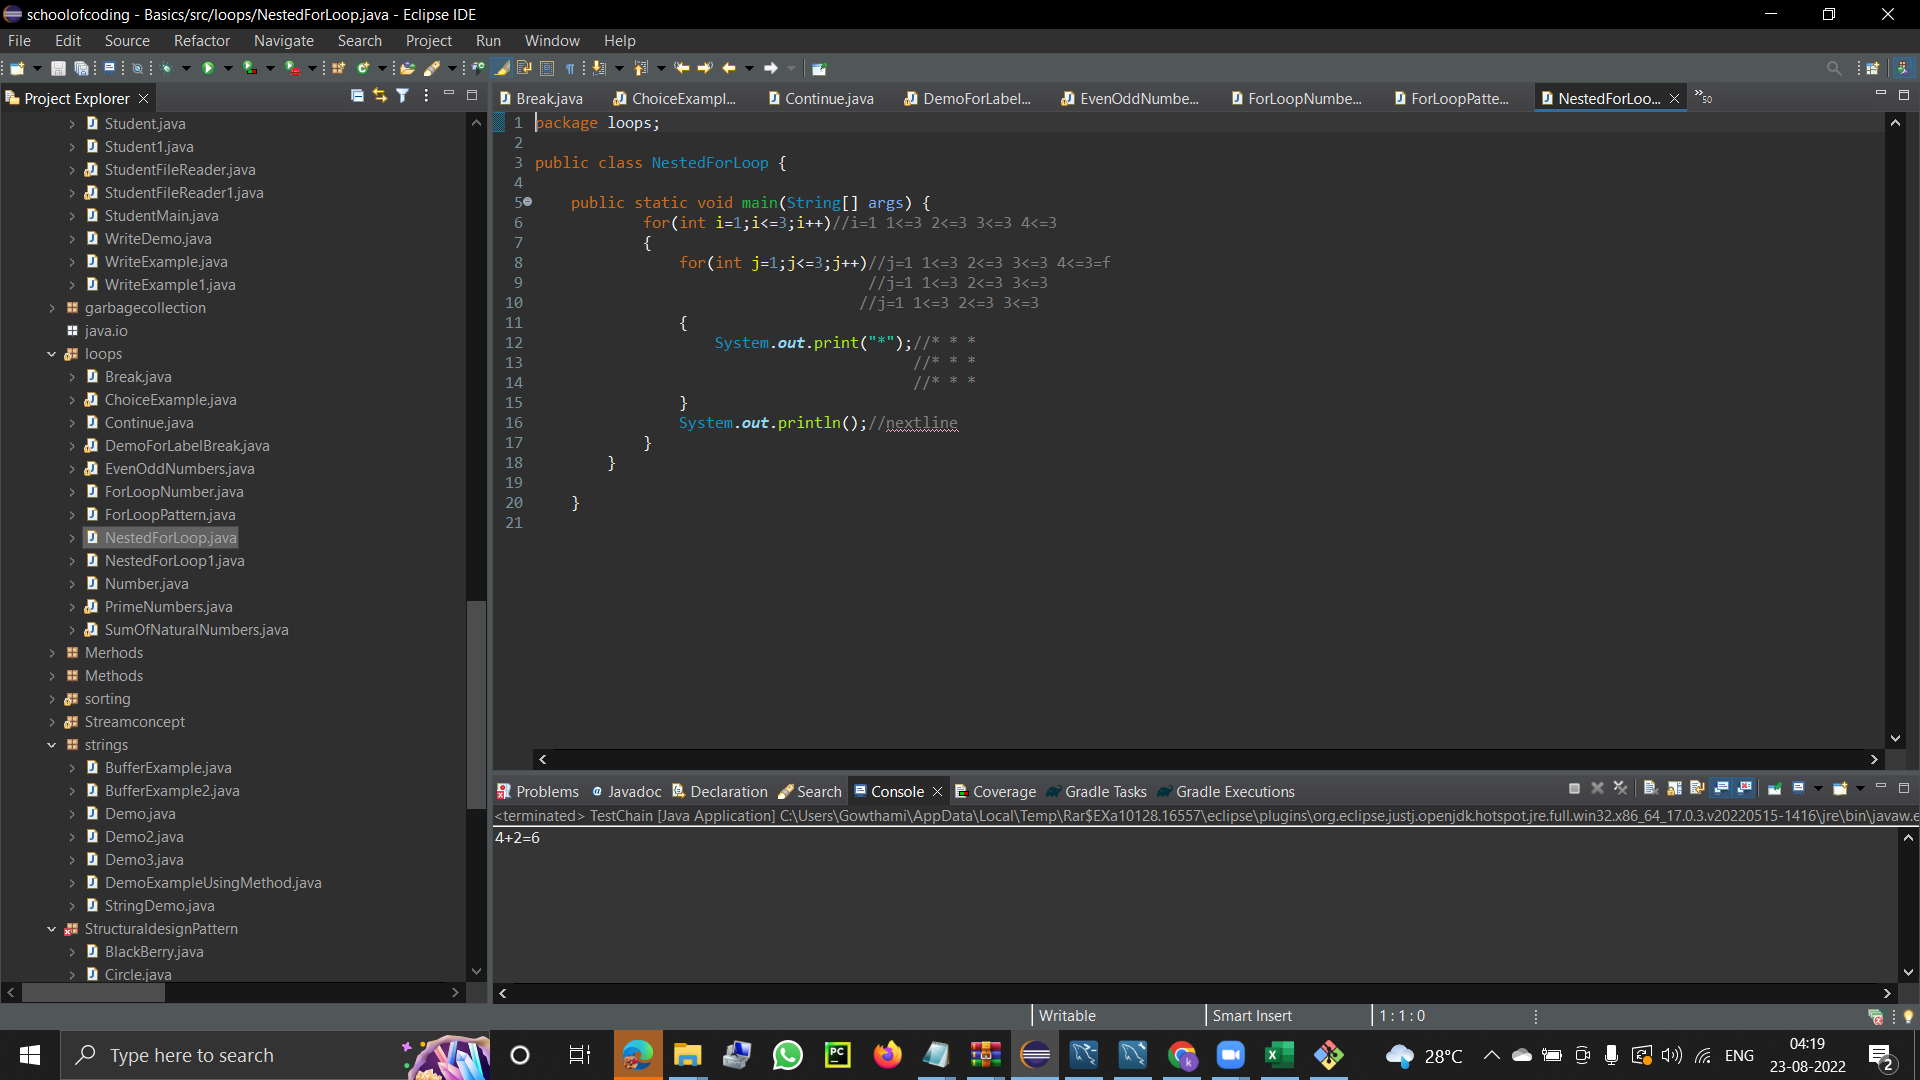 schoolofcoding - Basics/src/loops/NestedForLoop.java - Eclipse IDE
File Edit Source Refactor Navigate Search Project Run Window Help
Project Explorer
Student.java
Student1.java
StudentFileReader.java
StudentFileReader1.java
StudentMain.java
WriteDemo.java
WriteExample.java
WriteExample1.java
garbagecollection
java.io
loops
Break.java
ChoiceExample.java
Continue.java
DemoForLabelBreak.java
EvenOddNumbers.java
ForLoopNumber.java
ForLoopPattern.java
NestedForLoop.java
NestedForLoop1.java
Number.java
PrimeNumbers.java
SumOfNaturalNumbers.java
Merhods
Methods
sorting
Streamconcept
strings
BufferExample.java
BufferExample2.java
Demo.java
Demo2.java
Demo3.java
DemoExampleUsingMethod.java
StringDemo.java
StructuraldesignPattern
BlackBerry.java
Circle.java
Break.java ChoiceExampl... Continue.java DemoForLabel... EvenOddNumbe... ForLoopNumbe... ForLoopPatte... NestedForLoo... »50
1 package loops;
2
3 public class NestedForLoop {
4
5 public static void main(String[] args) {
6 for(int i=1;i<=3;i++)//i=1 1<=3 2<=3 3<=3 4<=3
7 {
8 for(int j=1;j<=3;j++)//j=1 1<=3 2<=3 3<=3 4<=3=f
9 //j=1 1<=3 2<=3 3<=3
10 //j=1 1<=3 2<=3 3<=3
11 {
12 System.out.print("*");//* * *
13 //* * *
14 //* * *
15 }
16 System.out.println();//nextline
17 }
18 }
19
20 }
21
Problems Javadoc Declaration Search Console Coverage Gradle Tasks Gradle Executions
<terminated> TestChain [Java Application] C:\Users\Gowthami\AppData\Local\Temp\Rar$EXa10128.16557\eclipse\plugins\org.eclipse.justj.openjdk.hotspot.jre.full.win32.x86_64_17.0.3.v20220515-1416\jre\bin\javaw.e
4+2=6
Writable Smart Insert 1 : 1 : 0
Type here to search
PC
28°C
ENG
04:19
23-08-2022
2